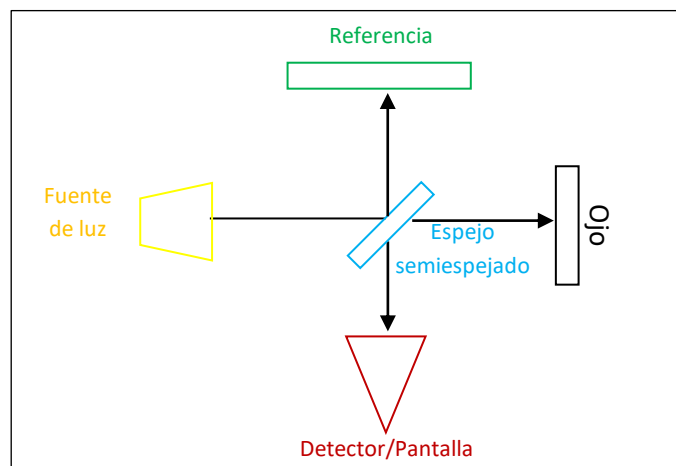 Referencia
Fuente
de luz
Espejo
semiespejado
Ojo
Detector/Pantalla